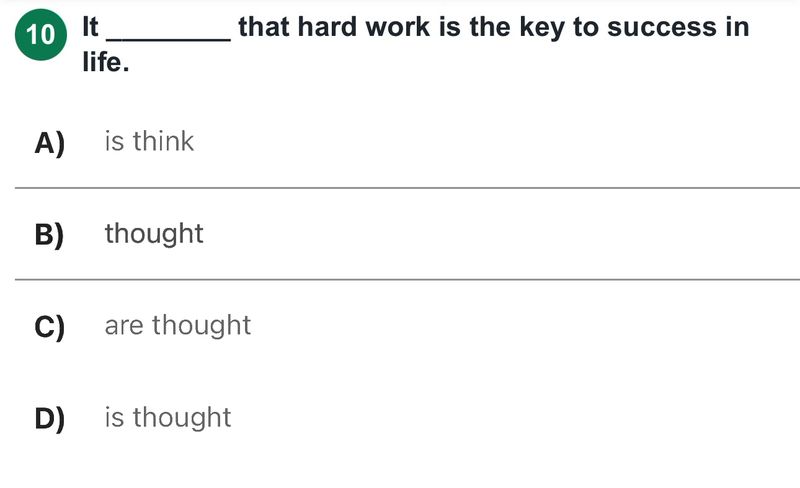 10 It ________ that hard work is the key to success in
life.
A) is think
B) thought
C) are thought
D) is thought